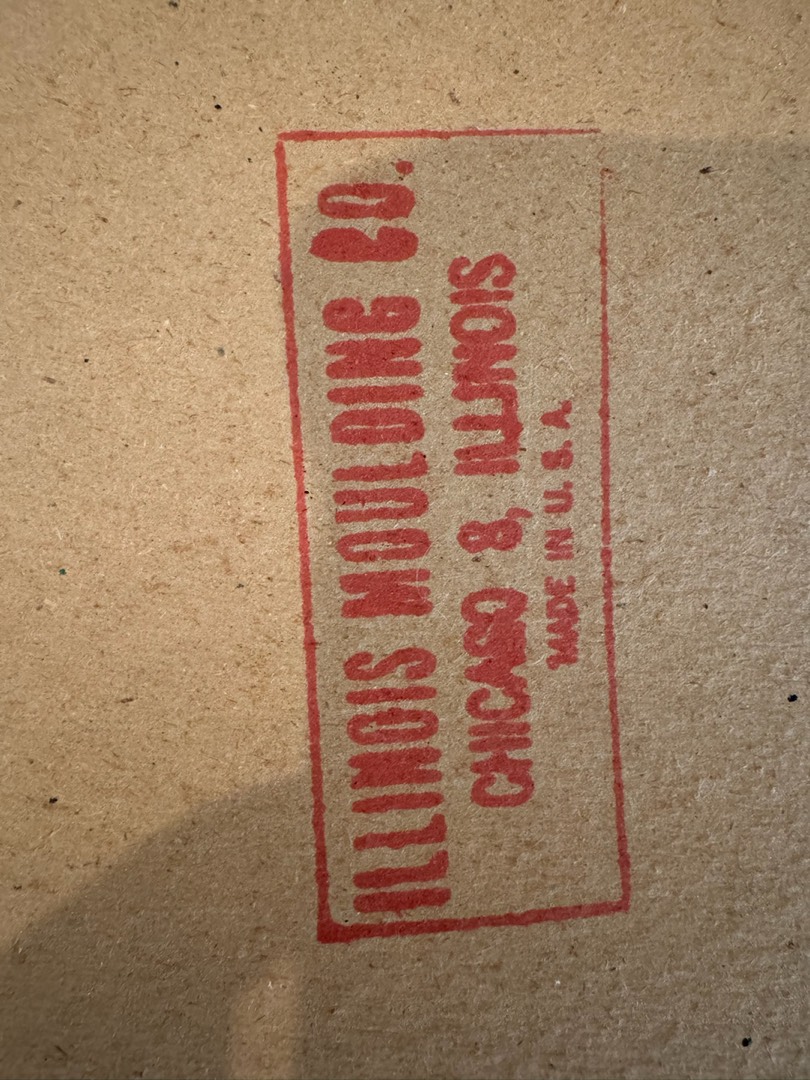 ILLINOIS MOULDING CO.
CHICAGO 8, ILLINOIS
MADE IN U. S. A.